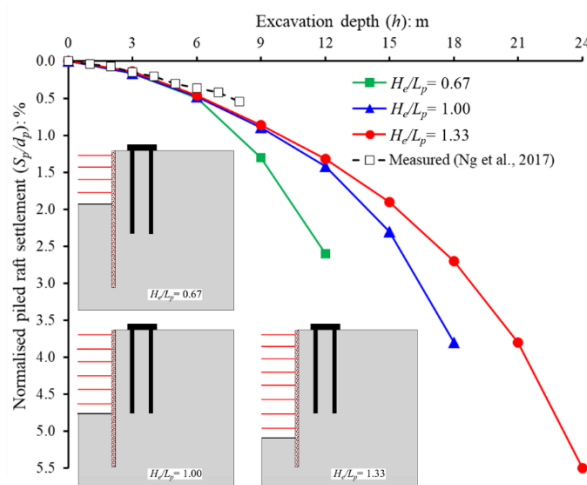 Excavation depth (h): m
0 3 6 9 12 15 18 21 24
Normalised piled raft settlement (Sp/dp): %
0.0
0.5
1.0
1.5
2.0
2.5
3.0
3.5
4.0
4.5
5.0
5.5
He/Lp= 0.67
He/Lp= 1.00
He/Lp= 1.33
Measured (Ng et al., 2017)
He/Lp= 0.67
He/Lp= 1.00
He/Lp= 1.33